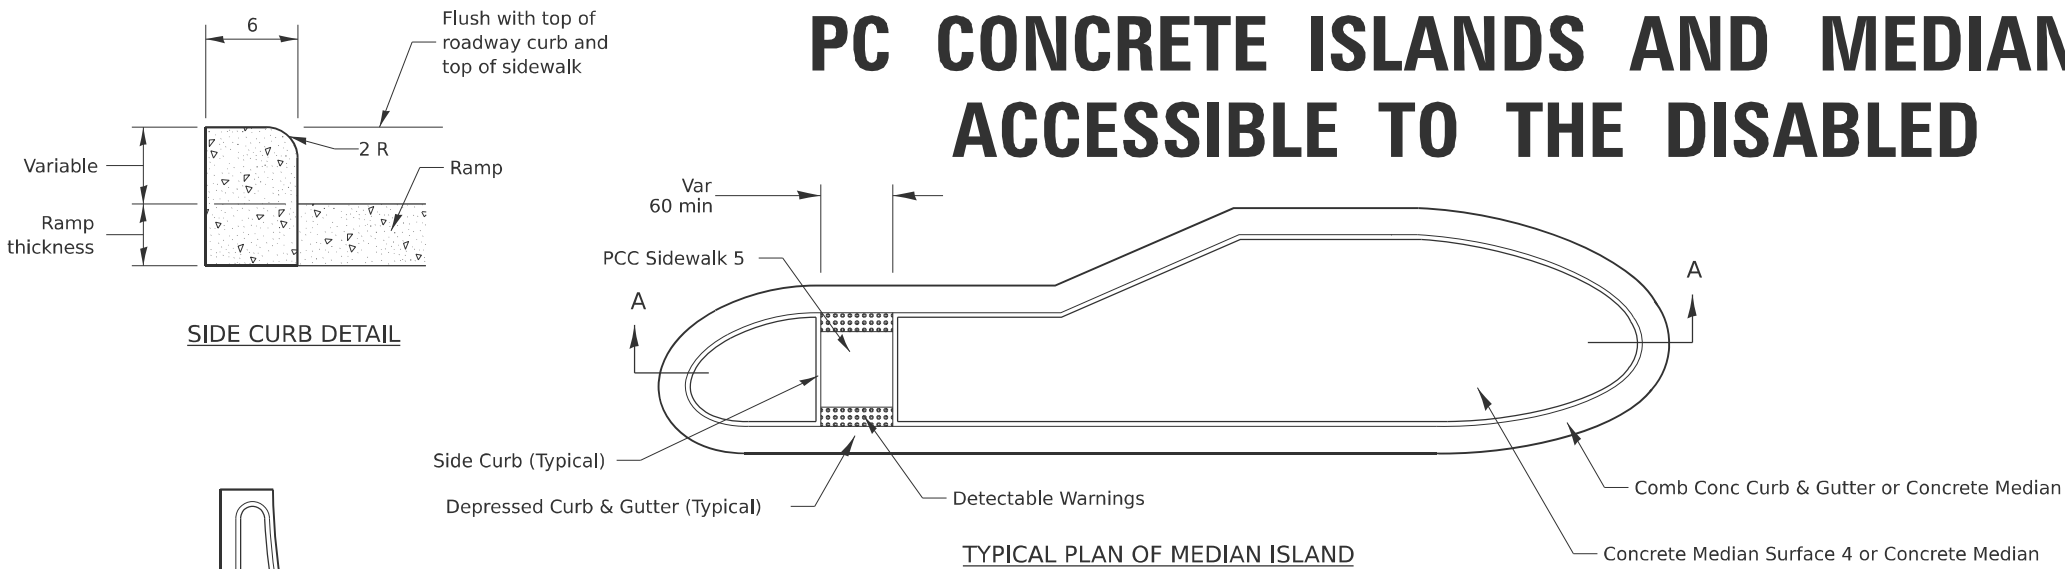 PC CONCRETE ISLANDS AND MEDIAN
ACCESSIBLE TO THE DISABLED
6
Flush with top of
roadway curb and
top of sidewalk
2 R
Variable
Ramp
Ramp
thickness
SIDE CURB DETAIL
Var
60 min
PCC Sidewalk 5
A
A
Side Curb (Typical)
Depressed Curb & Gutter (Typical)
Detectable Warnings
Comb Conc Curb & Gutter or Concrete Median
Concrete Median Surface 4 or Concrete Median
TYPICAL PLAN OF MEDIAN ISLAND